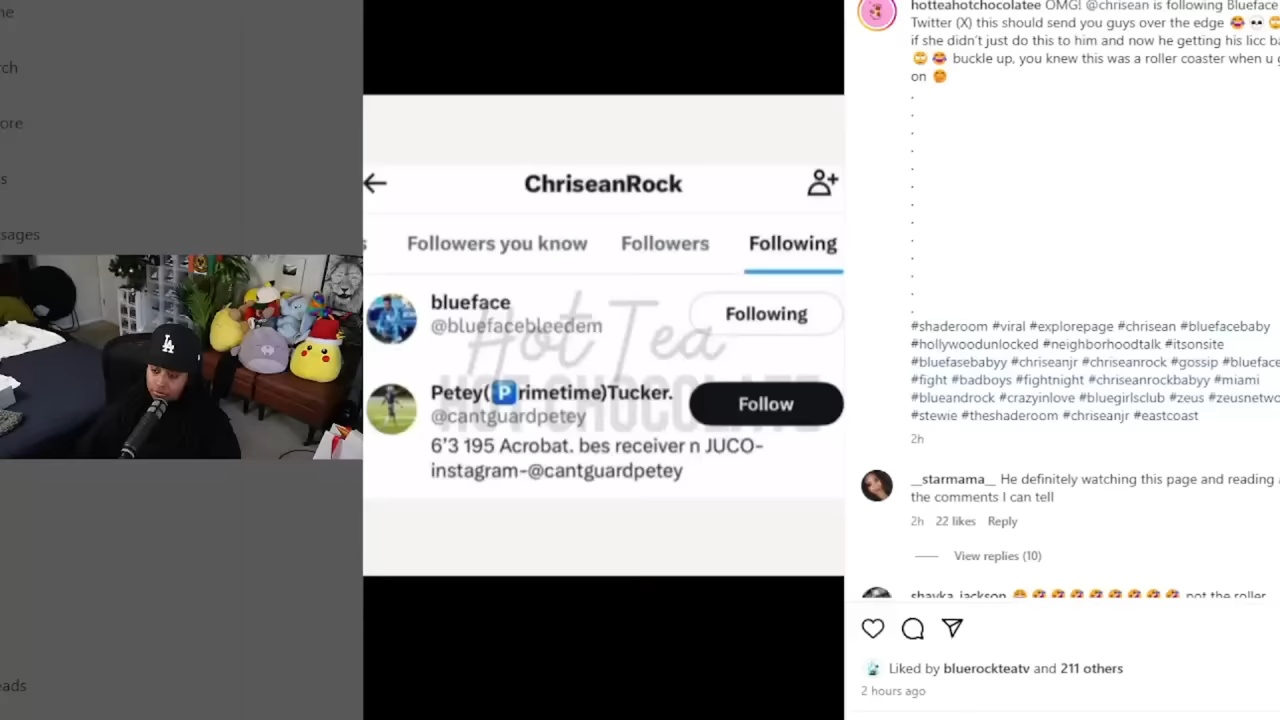 me
rch
ore
s
sages
eads
LA
ChriseanRock
s Followers you know Followers Following
blueface
@bluefacebleedem
Following
Petey(🅿️rimetime)Tucker.
@cantguardpetey
Follow
6'3 195 Acrobat. bes receiver n JUCO-
instagram-@cantguardpetey
Hot Tea
HOT CHOCOLATE
hotteahotchocolatee OMG! @chrisean is following Blueface
Twitter (X) this should send you guys over the edge 😂 💀 🙄
if she didn't just do this to him and now he getting his licc ba
🙄 😂 buckle up, you knew this was a roller coaster when u g
on 🤭
.
.
.
.
.
.
.
.
.
.
.
.
.
#shaderoom #viral #explorepage #chrisean #bluefacebaby
#hollywoodunlocked #neighborhoodtalk #itsonsite
#bluefasebabyy #chriseanjr #chriseanrock #gossip #blueface
#fight #badboys #fightnight #chriseanrockbabyy #miami
#blueandrock #crazyinlove #bluegirlsclub #zeus #zeusnetwo
#stewie #theshaderoom #chriseanjr #eastcoast
2h
__starmama__ He definitely watching this page and reading
the comments I can tell
2h 22 likes Reply
View replies (10)
shayka_jackson 😂 🤣 🤣 🤣 🤣 🤣 🤣 🤣 🤣 not the roller
Liked by bluerockteatv and 211 others
2 hours ago